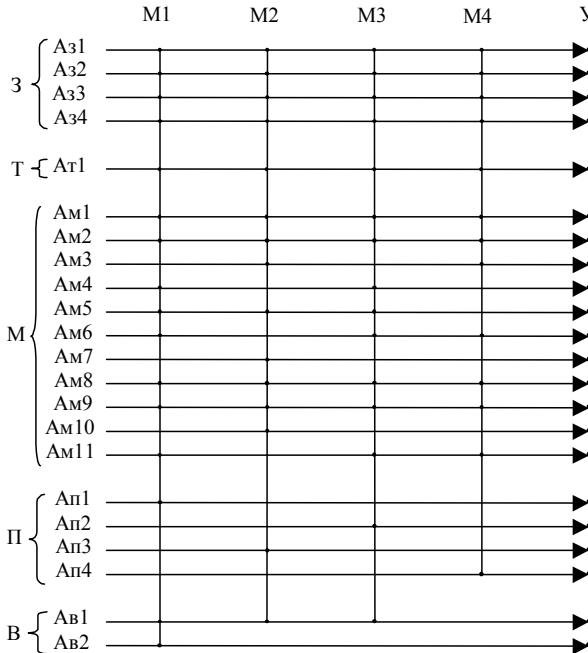 М1 М2 М3 М4 У
З
Аз1
Аз2
Аз3
Аз4
Т
Ат1
М
Ам1
Ам2
Ам3
Ам4
Ам5
Ам6
Ам7
Ам8
Ам9
Ам10
Ам11
П
Ап1
Ап2
Ап3
Ап4
В
Ав1
Ав2